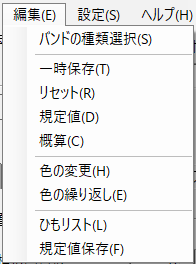 編集(E) 設定(S) ヘルプ(H)
バンドの種類選択(S)
一時保存(T)
リセット(R)
規定値(D)
概算(C)
色の変更(H)
色の繰り返し(E)
ひもリスト(L)
規定値保存(F)